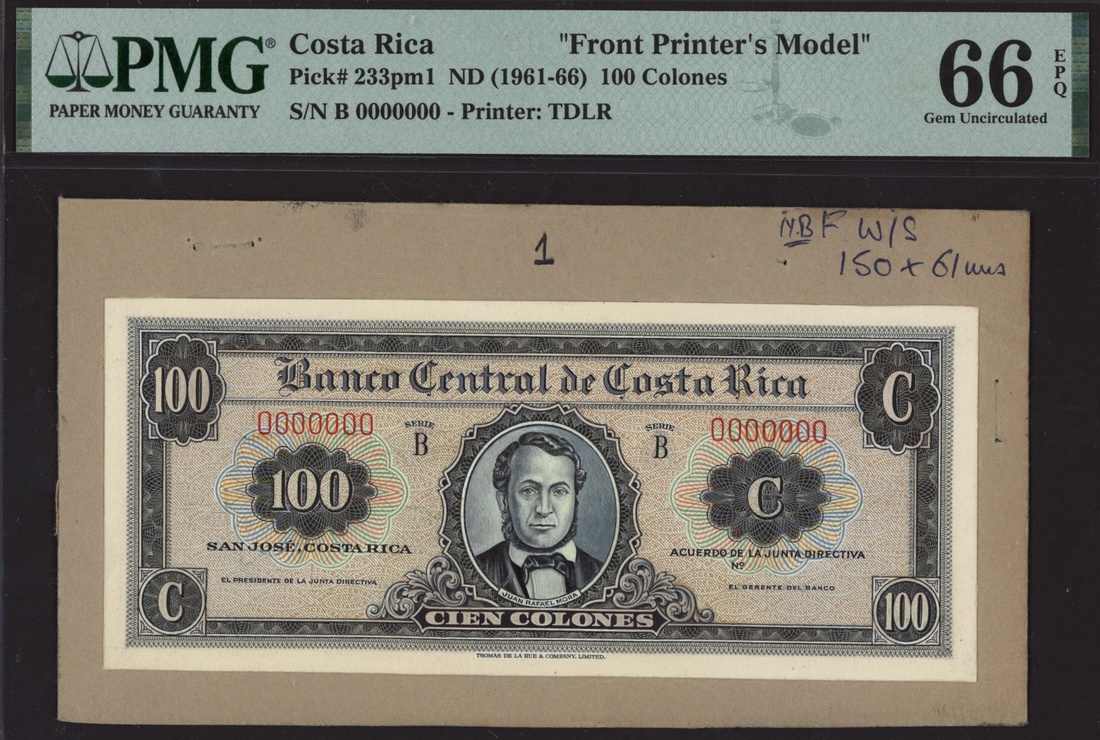 PMG® Costa Rica "Front Printer's Model" 66 EPQ
Pick# 233pm1 ND (1961-66) 100 Colones
PAPER MONEY GUARANTY S/N B 0000000 - Printer: TDLR Gem Uncirculated
N.B F W/S
1
150 x 61 mms
Banco Central de Costa Rica
100 C
0000000 SERIE B SERIE B 0000000
100 C
SAN JOSÉ, COSTA RICA ACUERDO DE LA JUNTA DIRECTIVA
Nº
EL PRESIDENTE DE LA JUNTA DIRECTIVA EL GERENTE DEL BANCO
JUAN RAFAEL MORA
C CIEN COLONES 100
THOMAS DE LA RUE & COMPANY, LIMITED.